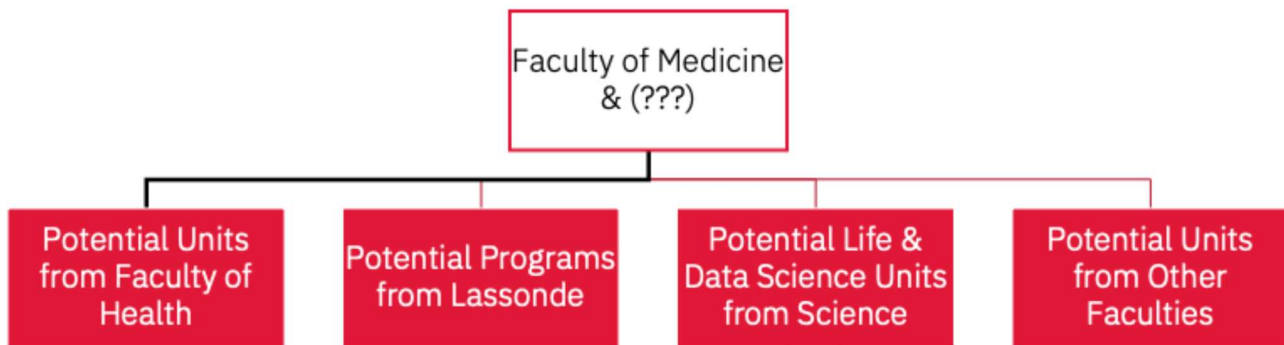 Faculty of Medicine
& (???)
Potential Units
from Faculty of
Health
Potential Programs
from Lassonde
Potential Life &
Data Science Units
from Science
Potential Units
from Other
Faculties